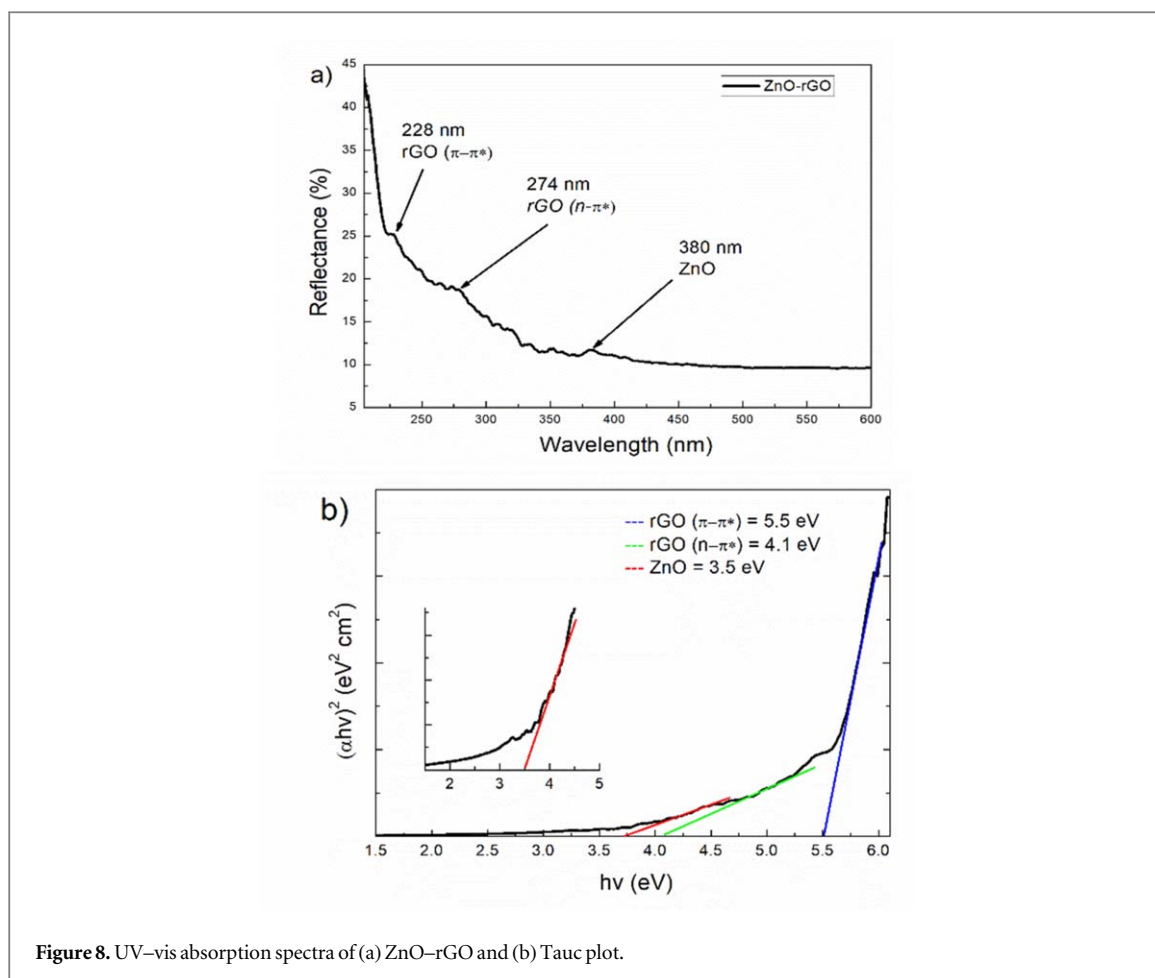 a)
ZnO-rGO
228 nm
rGO (π–π*)
274 nm
rGO (n-π*)
380 nm
ZnO
45
40
35
30
25
20
15
10
5
Reflectance (%)
250 300 350 400 450 500 550 600
Wavelength (nm)
b)
rGO (π–π*) = 5.5 eV
rGO (n–π*) = 4.1 eV
ZnO = 3.5 eV
(αhν)² (eV² cm²)
2 3 4 5
1.5 2.0 2.5 3.0 3.5 4.0 4.5 5.0 5.5 6.0
hν (eV)
Figure 8. UV–vis absorption spectra of (a) ZnO–rGO and (b) Tauc plot.